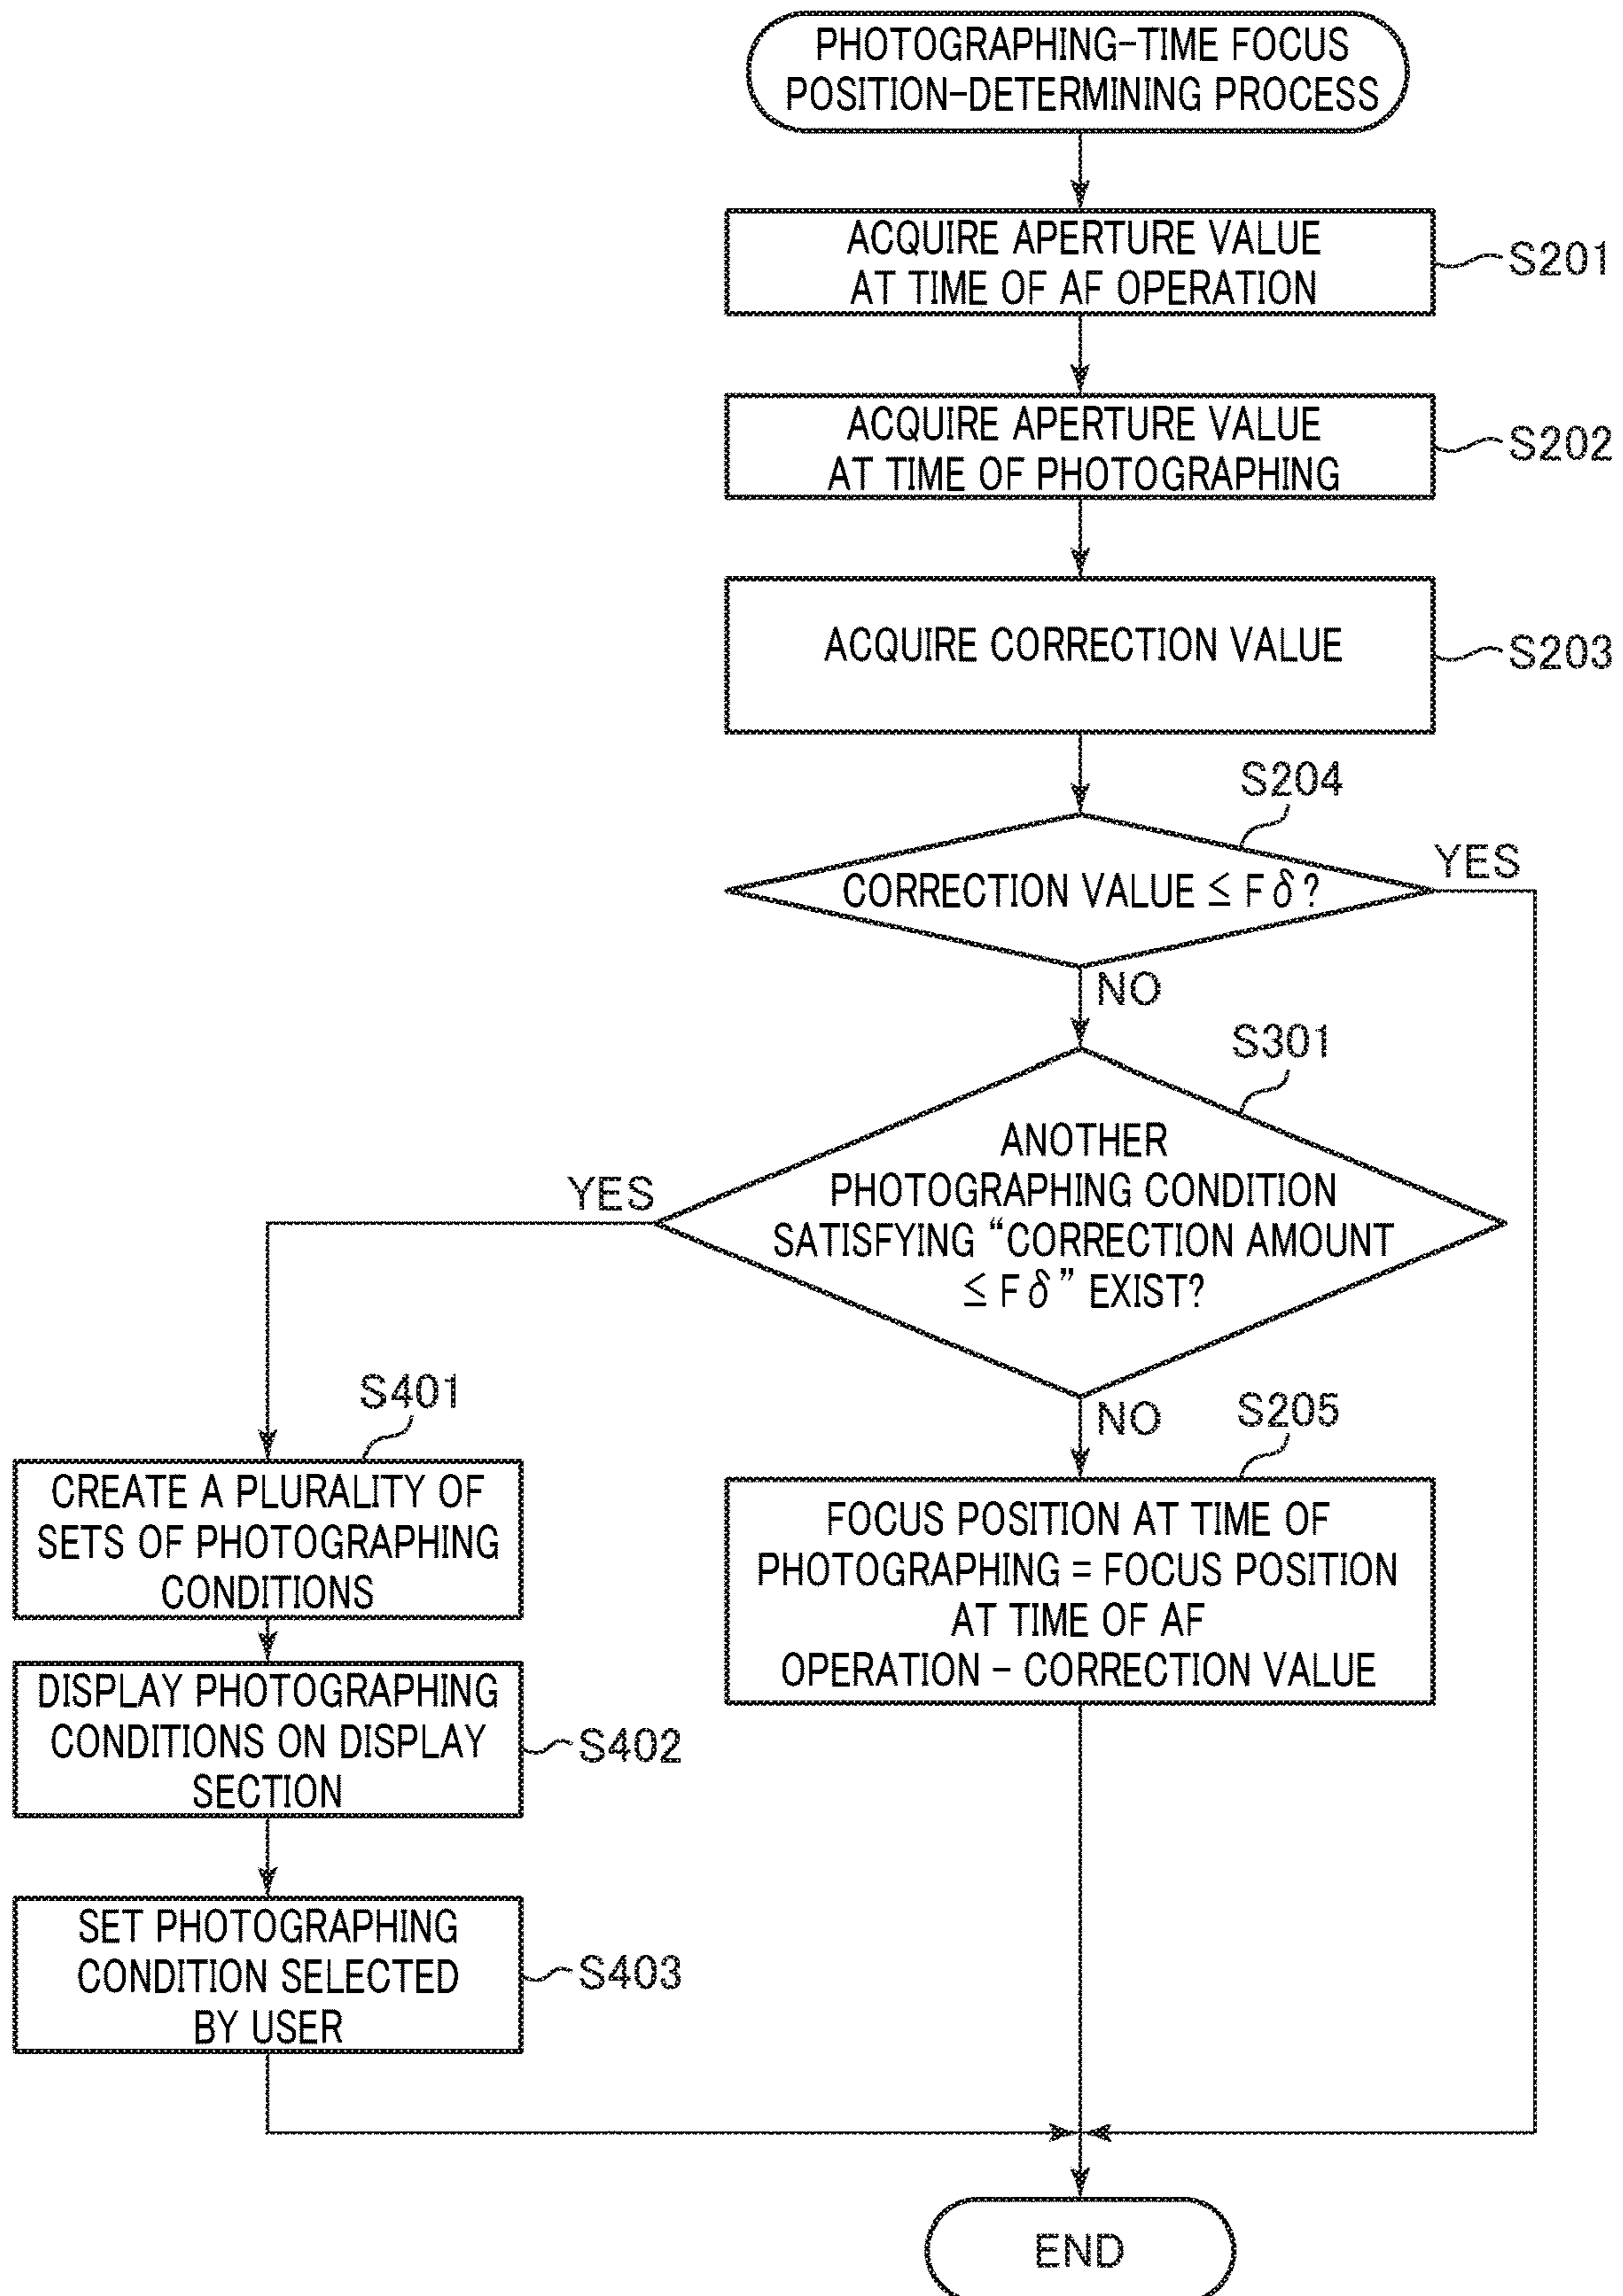 PHOTOGRAPHING-TIME FOCUS
POSITION-DETERMINING PROCESS
ACQUIRE APERTURE VALUE
AT TIME OF AF OPERATION
S201
ACQUIRE APERTURE VALUE
AT TIME OF PHOTOGRAPHING
S202
ACQUIRE CORRECTION VALUE
S203
S204
CORRECTION VALUE ≤ F δ ?
YES
NO
S301
ANOTHER
PHOTOGRAPHING CONDITION
SATISFYING “CORRECTION AMOUNT
≤ F δ ” EXIST?
YES
NO
S401
CREATE A PLURALITY OF
SETS OF PHOTOGRAPHING
CONDITIONS
S205
FOCUS POSITION AT TIME OF
PHOTOGRAPHING = FOCUS POSITION
AT TIME OF AF
OPERATION − CORRECTION VALUE
DISPLAY PHOTOGRAPHING
CONDITIONS ON DISPLAY
SECTION
S402
SET PHOTOGRAPHING
CONDITION SELECTED
BY USER
S403
END